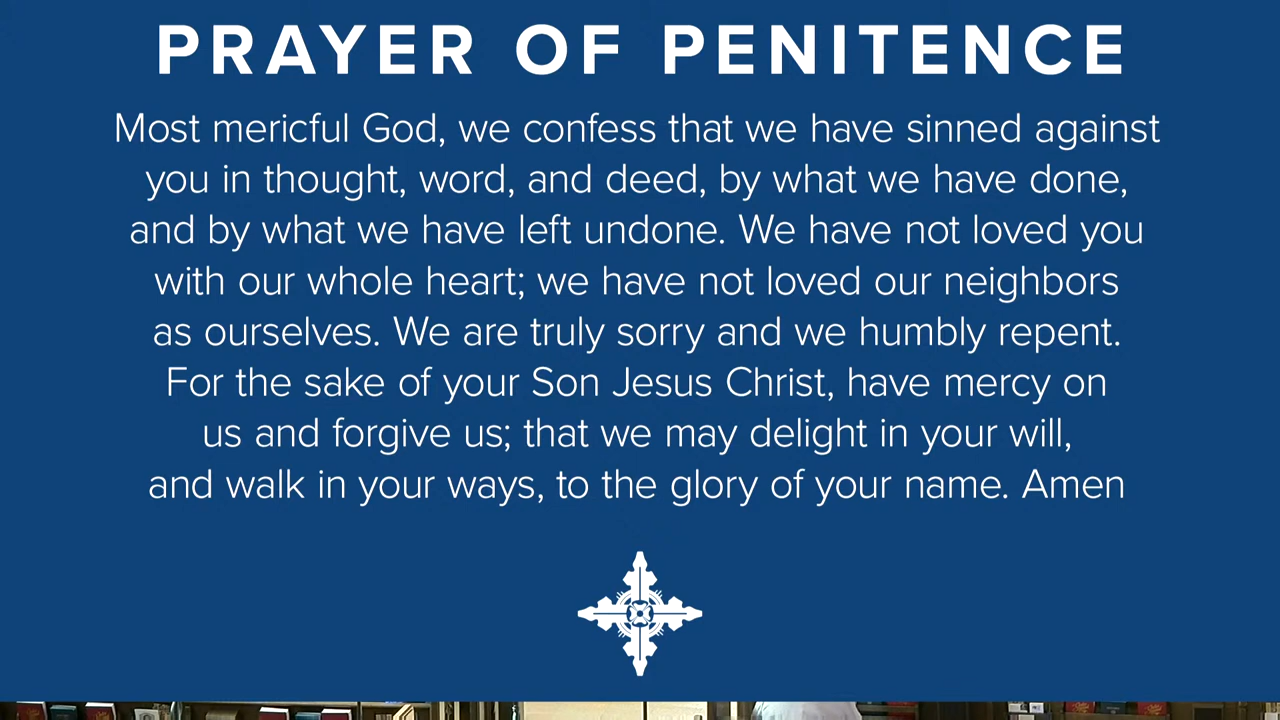 PRAYER OF PENITENCE
Most mericful God, we confess that we have sinned against
you in thought, word, and deed, by what we have done,
and by what we have left undone. We have not loved you
with our whole heart; we have not loved our neighbors
as ourselves. We are truly sorry and we humbly repent.
For the sake of your Son Jesus Christ, have mercy on
us and forgive us; that we may delight in your will,
and walk in your ways, to the glory of your name. Amen